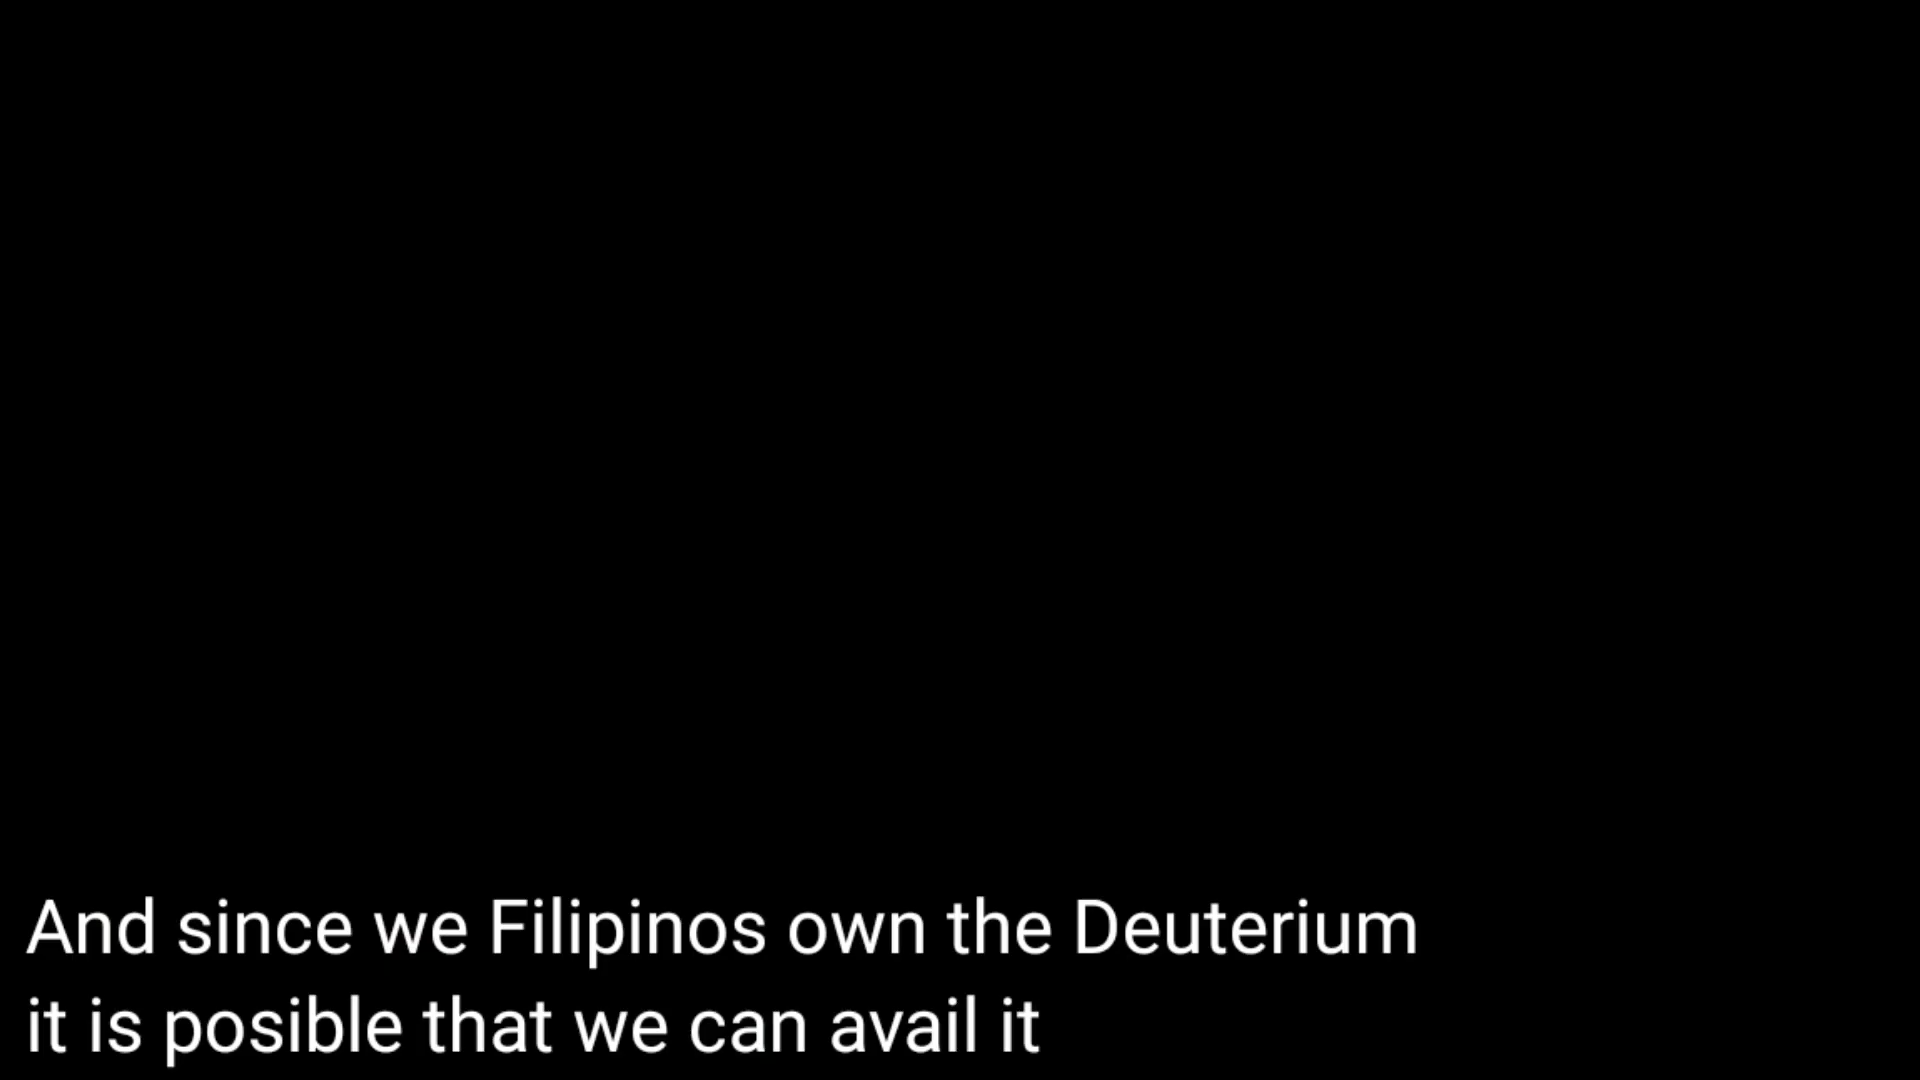 And since we Filipinos own the Deuterium
it is posible that we can avail it